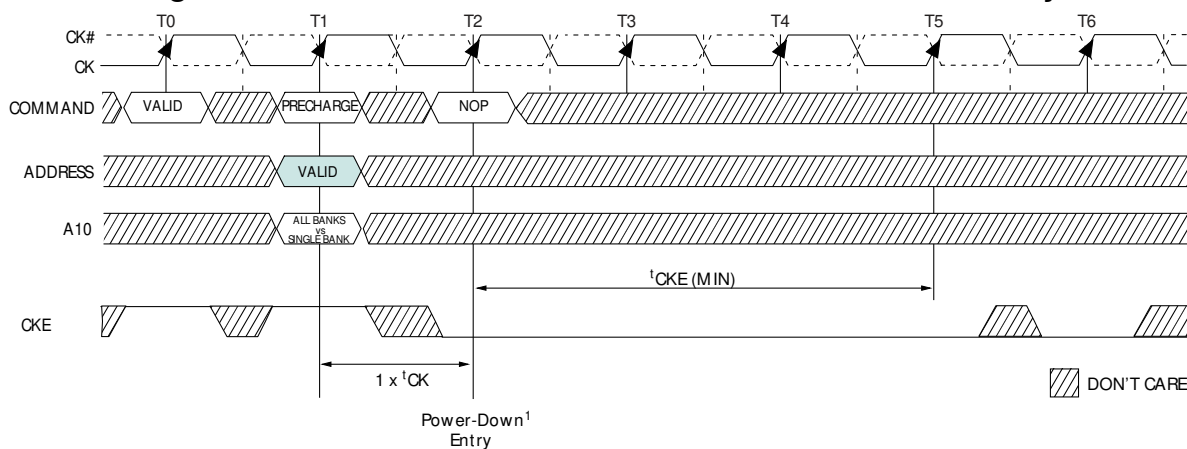 T0 T1 T2 T3 T4 T5 T6
CK#
CK
COMMAND VALID PRECHARGE NOP
ADDRESS VALID
A10 ALL BANKS
vs
SINGLE BANK
tCKE (MIN)
CKE
1 x tCK
DON'T CARE
Power-Down1
Entry